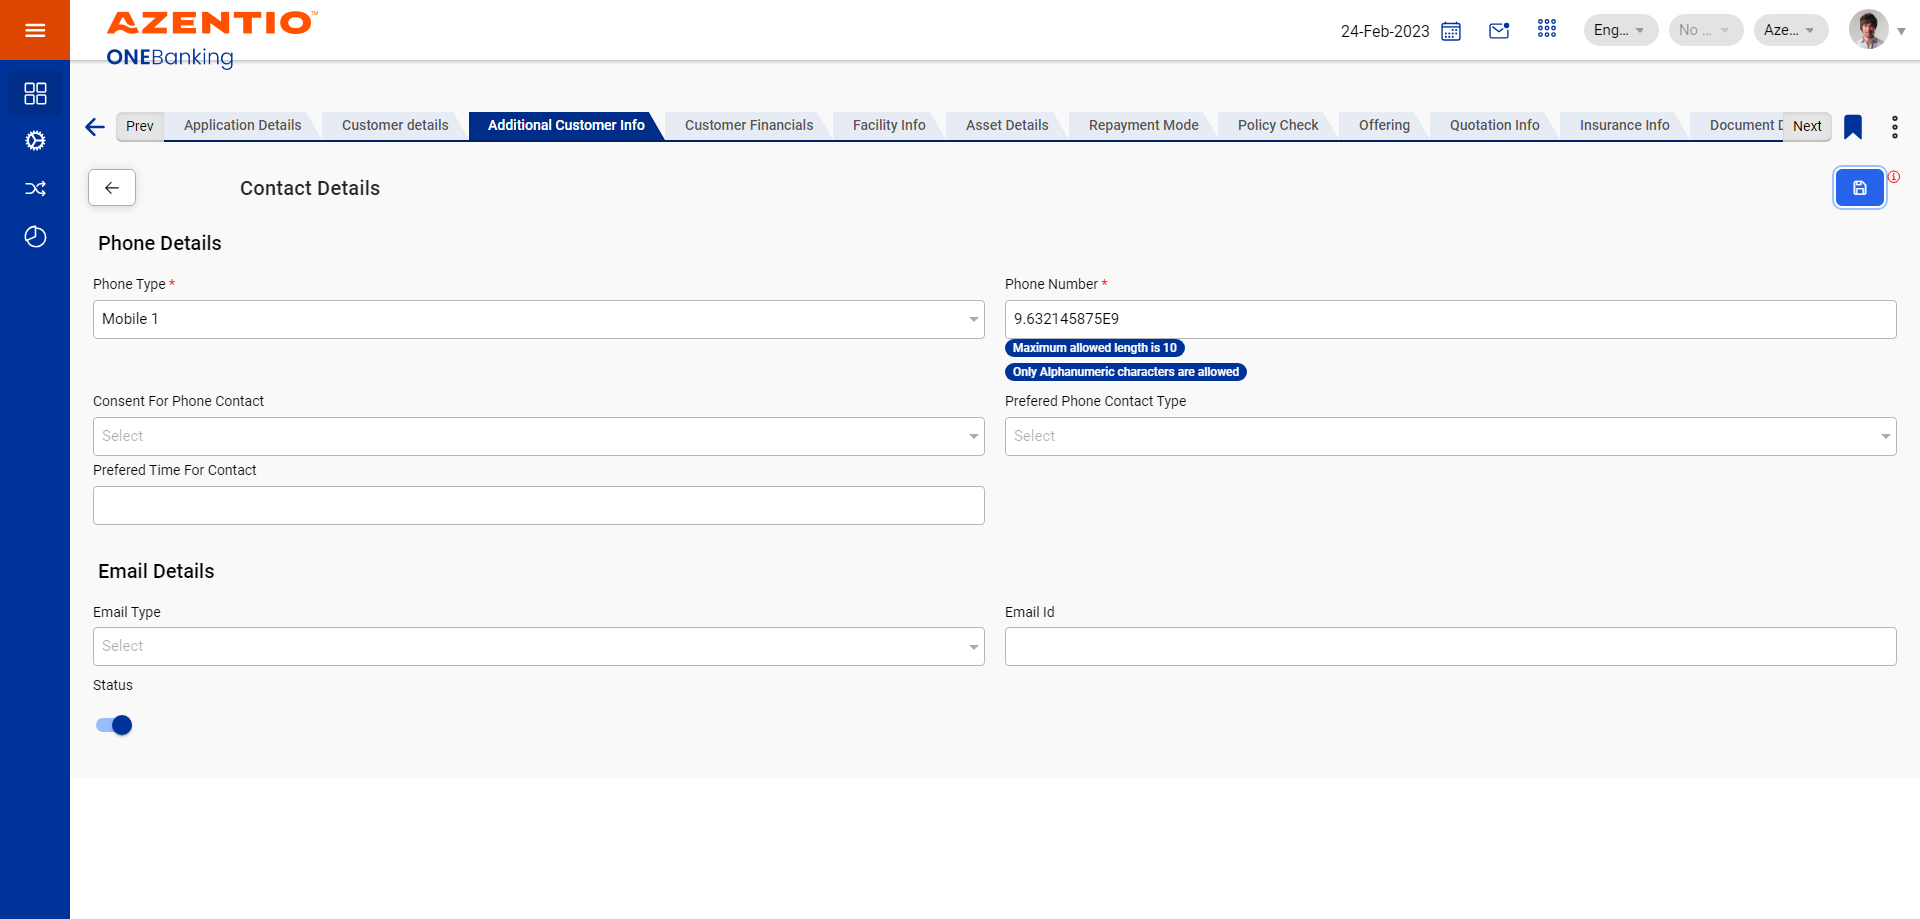 AZENTIO™
ONEBanking
24-Feb-2023
Eng...
No ...
Aze...
Prev
Application Details
Customer details
Additional Customer Info
Customer Financials
Facility Info
Asset Details
Repayment Mode
Policy Check
Offering
Quotation Info
Insurance Info
Document D
Next
Contact Details
Phone Details
Phone Type *
Phone Number *
Mobile 1
9.632145875E9
Maximum allowed length is 10
Only Alphanumeric characters are allowed
Consent For Phone Contact
Prefered Phone Contact Type
Select
Select
Prefered Time For Contact
Email Details
Email Type
Email Id
Select
Status